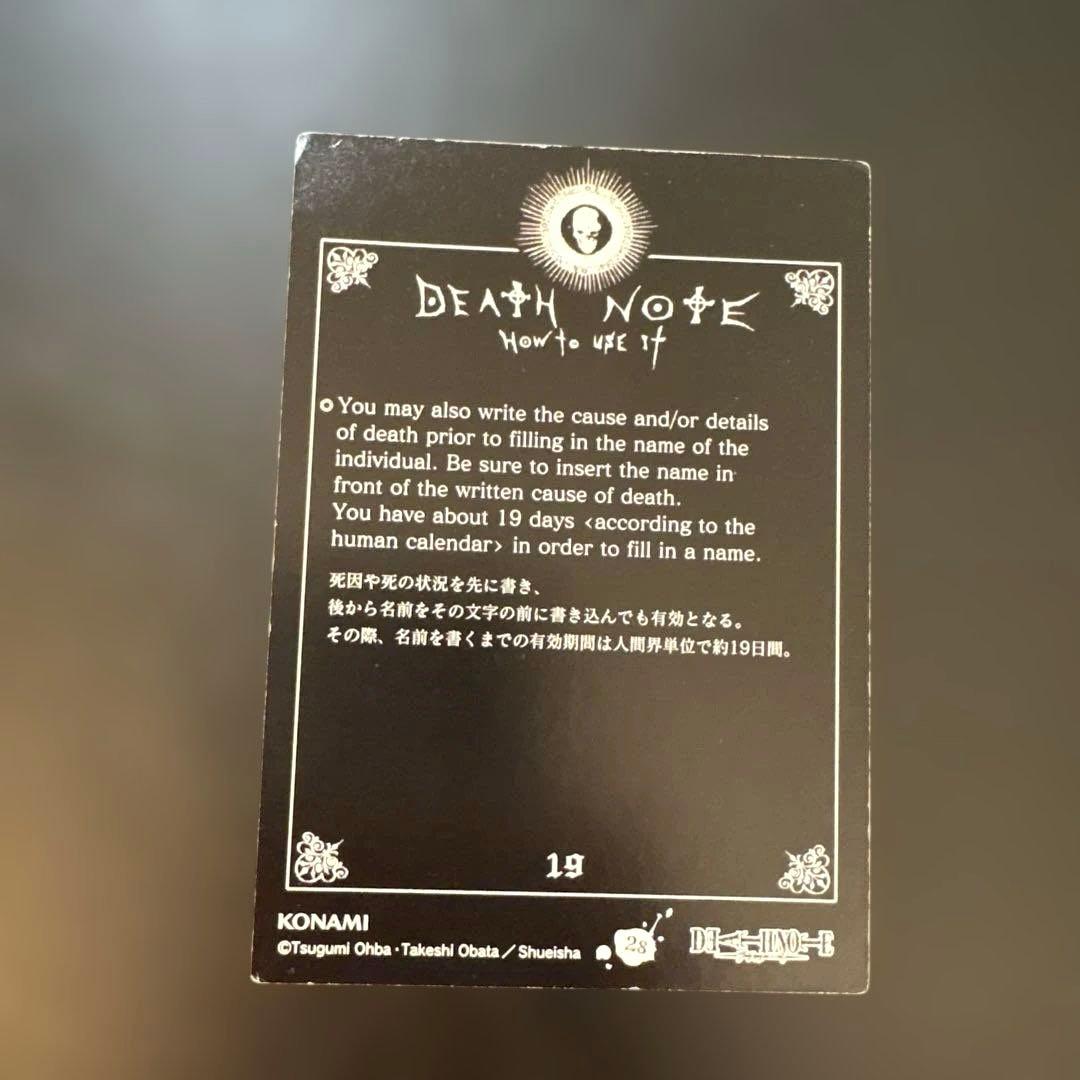 DEATH NOTE
HOW TO USE IT
You may also write the cause and/or details
of death prior to filling in the name of the
individual. Be sure to insert the name in
front of the written cause of death.
You have about 19 days <according to the
human calendar> in order to fill in a name.
死因や死の状況を先に書き、
後から名前をその文字の前に書き込んでも有効となる。
その際、名前を書くまでの有効期間は人間界単位で約19日間。
19
KONAMI
©Tsugumi Ohba・Takeshi Obata／Shueisha
28
DEATH NOTE